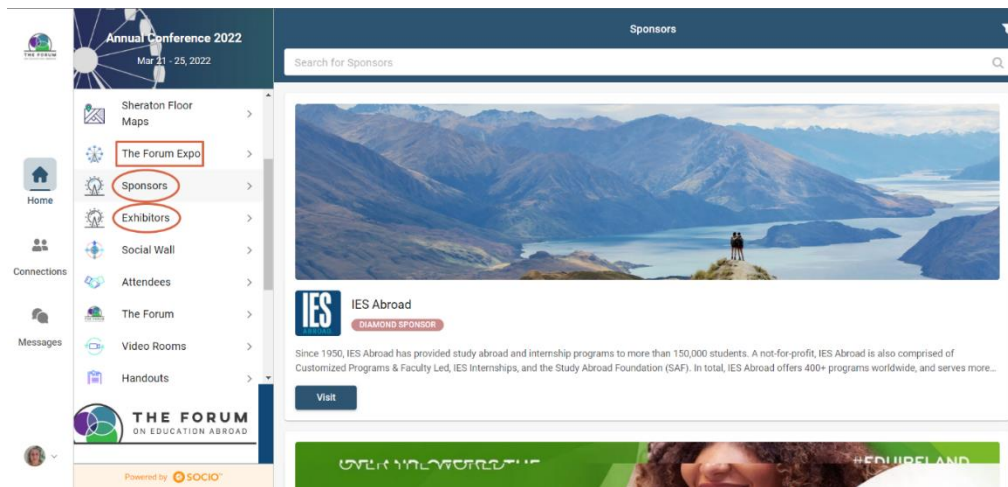 THE FORUM
Annual Conference 2022
Mar 21 - 25, 2022
Home
Connections
Messages
Sheraton Floor
Maps
The Forum Expo
Sponsors
Exhibitors
Social Wall
Attendees
The Forum
Video Rooms
Handouts
THE FORUM
ON EDUCATION ABROAD
Powered by SOCIO
Sponsors
Search for Sponsors
IES
ABROAD
IES Abroad
DIAMOND SPONSOR
Since 1950, IES Abroad has provided study abroad and internship programs to more than 150,000 students. A not-for-profit, IES Abroad is also comprised of
Customized Programs & Faculty Led, IES Internships, and the Study Abroad Foundation (SAF). In total, IES Abroad offers 400+ programs worldwide, and serves more...
Visit
#EDUIRELAND